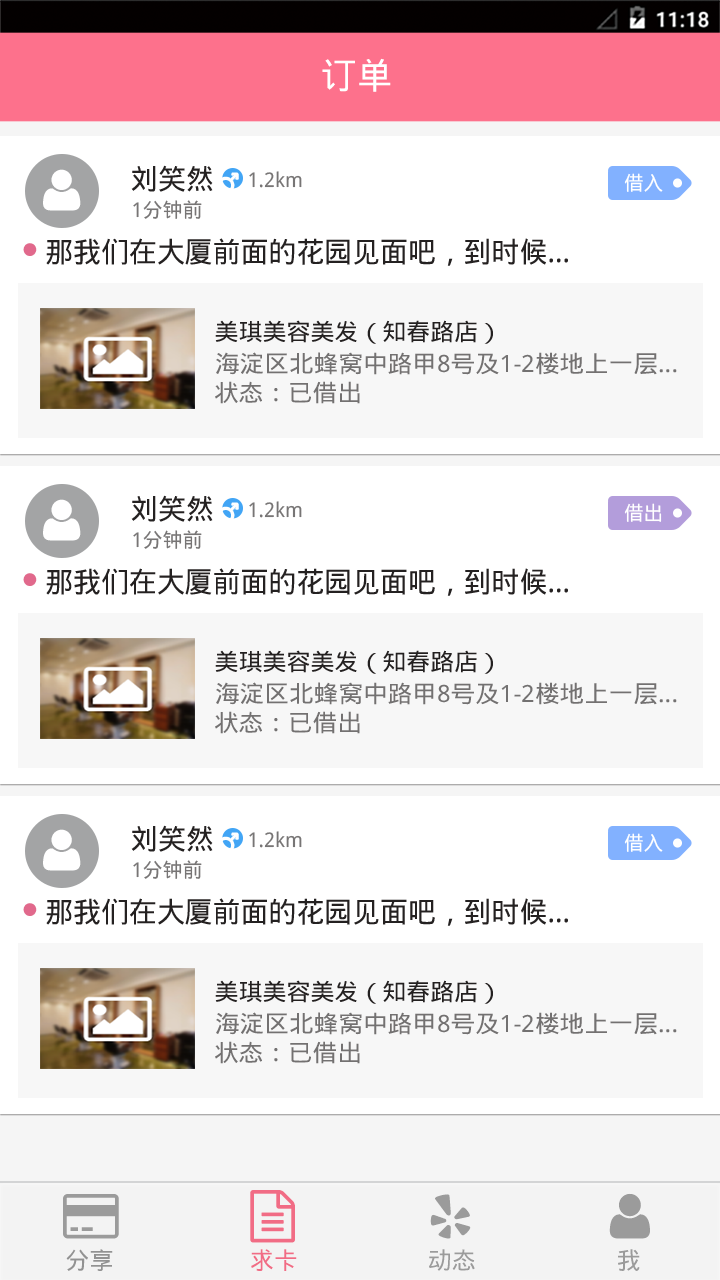 11:18
订单
刘笑然 1.2km
借入
1分钟前
那我们在大厦前面的花园见面吧，到时候...
美琪美容美发（知春路店）
海淀区北蜂窝中路甲8号及1-2楼地上一层...
状态：已借出
刘笑然 1.2km
借出
1分钟前
那我们在大厦前面的花园见面吧，到时候...
美琪美容美发（知春路店）
海淀区北蜂窝中路甲8号及1-2楼地上一层...
状态：已借出
刘笑然 1.2km
借入
1分钟前
那我们在大厦前面的花园见面吧，到时候...
美琪美容美发（知春路店）
海淀区北蜂窝中路甲8号及1-2楼地上一层...
状态：已借出
分享 求卡 动态 我